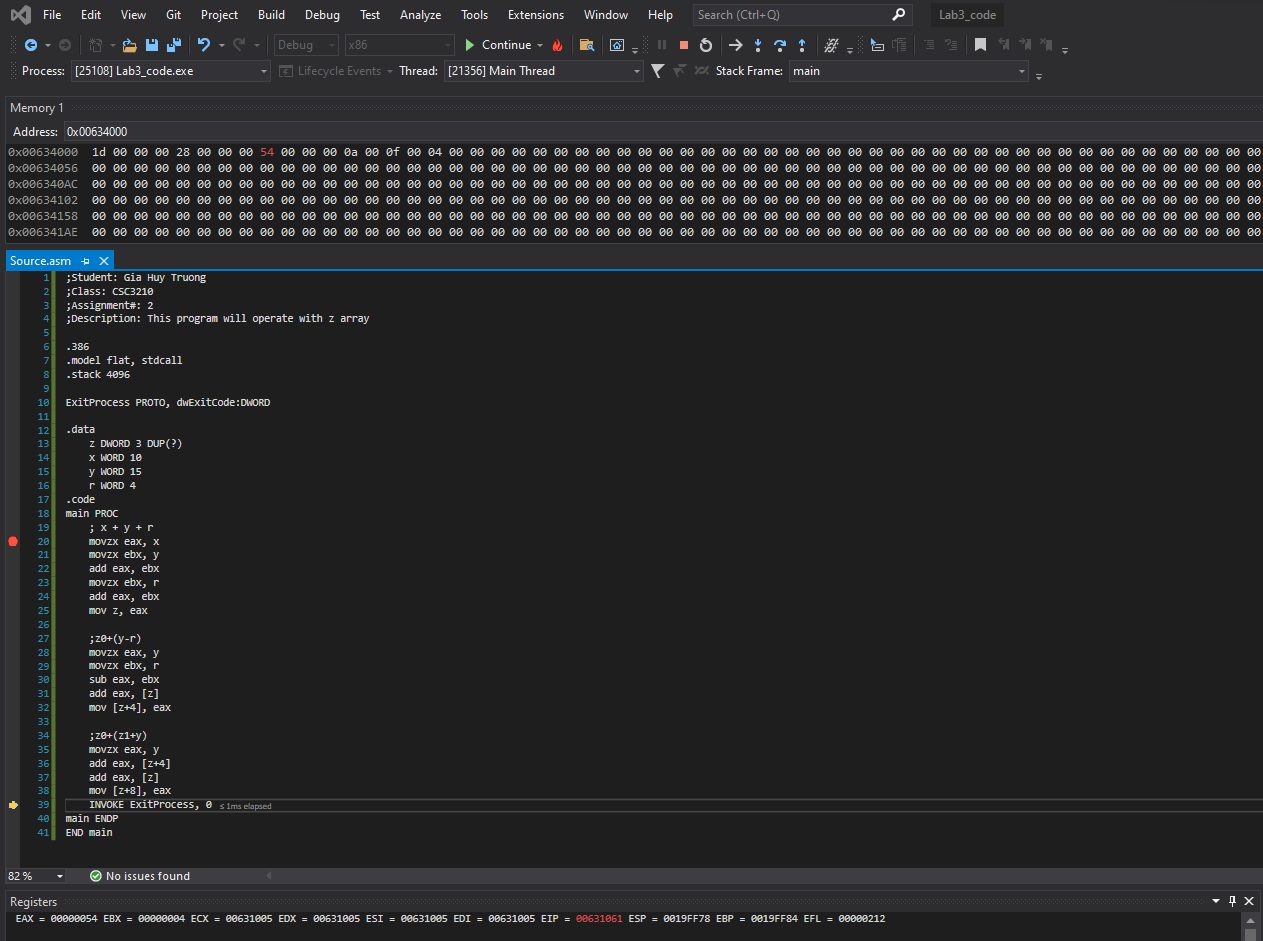 File Edit View Git Project Build Debug Test Analyze Tools Extensions Window Help Search (Ctrl+Q) Lab3_code
Debug x86 Continue
Process: [25108] Lab3_code.exe Lifecycle Events Thread: [21356] Main Thread Stack Frame: main
Memory 1
Address: 0x00634000
0x00634000 1d 00 00 00 28 00 00 00 54 00 00 00 0a 00 0f 00 04 00 00 00 00 00 00 00 00 00 00 00 00 00 00 00 00 00 00 00 00 00 00 00 00 00 00 00 00 00 00 00 00 00 00 00 00 00 00 00
0x00634056 00 00 00 00 00 00 00 00 00 00 00 00 00 00 00 00 00 00 00 00 00 00 00 00 00 00 00 00 00 00 00 00 00 00 00 00 00 00 00 00 00 00 00 00 00 00 00 00 00 00 00 00 00 00 00 00
0x006340AC 00 00 00 00 00 00 00 00 00 00 00 00 00 00 00 00 00 00 00 00 00 00 00 00 00 00 00 00 00 00 00 00 00 00 00 00 00 00 00 00 00 00 00 00 00 00 00 00 00 00 00 00 00 00 00 00
0x00634102 00 00 00 00 00 00 00 00 00 00 00 00 00 00 00 00 00 00 00 00 00 00 00 00 00 00 00 00 00 00 00 00 00 00 00 00 00 00 00 00 00 00 00 00 00 00 00 00 00 00 00 00 00 00 00 00
0x00634158 00 00 00 00 00 00 00 00 00 00 00 00 00 00 00 00 00 00 00 00 00 00 00 00 00 00 00 00 00 00 00 00 00 00 00 00 00 00 00 00 00 00 00 00 00 00 00 00 00 00 00 00 00 00 00 00
0x006341AE 00 00 00 00 00 00 00 00 00 00 00 00 00 00 00 00 00 00 00 00 00 00 00 00 00 00 00 00 00 00 00 00 00 00 00 00 00 00 00 00 00 00 00 00 00 00 00 00 00 00 00 00 00 00 00 00
Source.asm
1 ;Student: Gia Huy Truong
2 ;Class: CSC3210
3 ;Assignment#: 2
4 ;Description: This program will operate with z array
5
6 .386
7 .model flat, stdcall
8 .stack 4096
9
10 ExitProcess PROTO, dwExitCode:DWORD
11
12 .data
13 z DWORD 3 DUP(?)
14 x WORD 10
15 y WORD 15
16 r WORD 4
17 .code
18 main PROC
19 ; x + y + r
20 movzx eax, x
21 movzx ebx, y
22 add eax, ebx
23 movzx ebx, r
24 add eax, ebx
25 mov z, eax
26
27 ;z0+(y-r)
28 movzx eax, y
29 movzx ebx, r
30 sub eax, ebx
31 add eax, [z]
32 mov [z+4], eax
33
34 ;z0+(z1+y)
35 movzx eax, y
36 add eax, [z+4]
37 add eax, [z]
38 mov [z+8], eax
39 INVOKE ExitProcess, 0 ≤ 1ms elapsed
40 main ENDP
41 END main
82 % No issues found
Registers
EAX = 00000054 EBX = 00000004 ECX = 00631005 EDX = 00631005 ESI = 00631005 EDI = 00631005 EIP = 00631061 ESP = 0019FF78 EBP = 0019FF84 EFL = 00000212